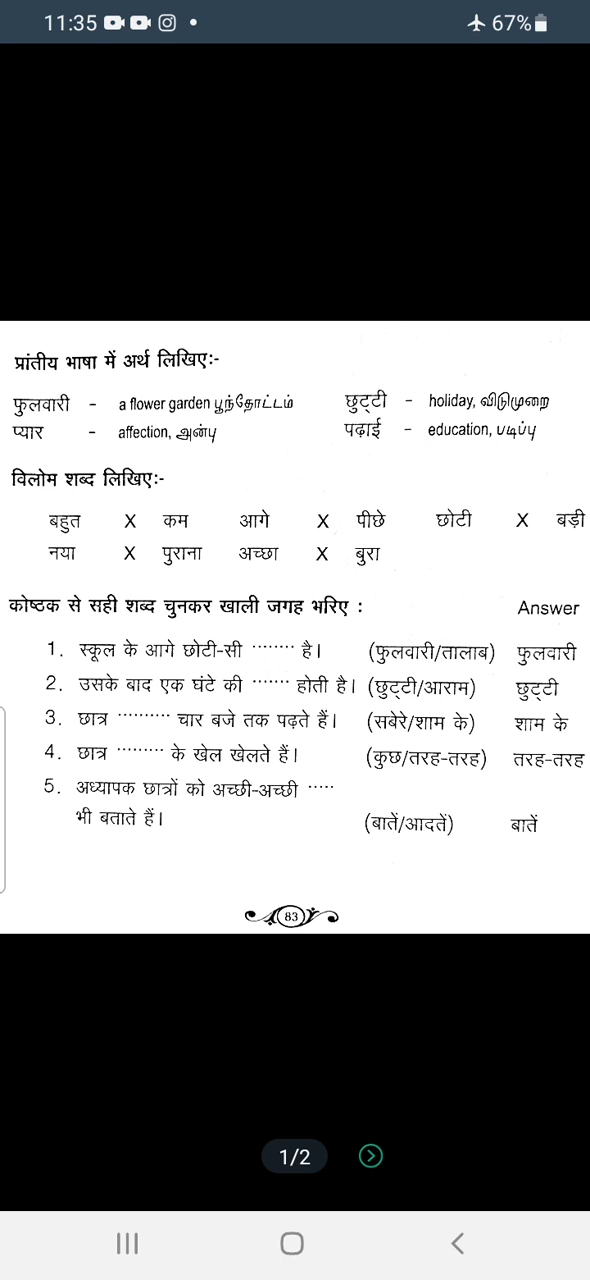 11:35
67%
प्रांतीय भाषा में अर्थ लिखिए:-
फुलवारी - a flower garden பூந்தோட்டம் छुट्टी - holiday, விடுமுறை
प्यार - affection, அன்பு पढ़ाई - education, படிப்பு
विलोम शब्द लिखिए:-
बहुत X कम आगे X पीछे छोटी X बड़ी
नया X पुराना अच्छा X बुरा
कोष्ठक से सही शब्द चुनकर खाली जगह भरिए : Answer
1. स्कूल के आगे छोटी-सी ........ है। (फुलवारी/तालाब) फुलवारी
2. उसके बाद एक घंटे की ....... होती है। (छुट्टी/आराम) छुट्टी
3. छात्र .......... चार बजे तक पढ़ते हैं। (सबेरे/शाम के) शाम के
4. छात्र ......... के खेल खेलते हैं। (कुछ/तरह-तरह) तरह-तरह
5. अध्यापक छात्रों को अच्छी-अच्छी .....
भी बताते हैं। (बातें/आदतें) बातें
83
1/2